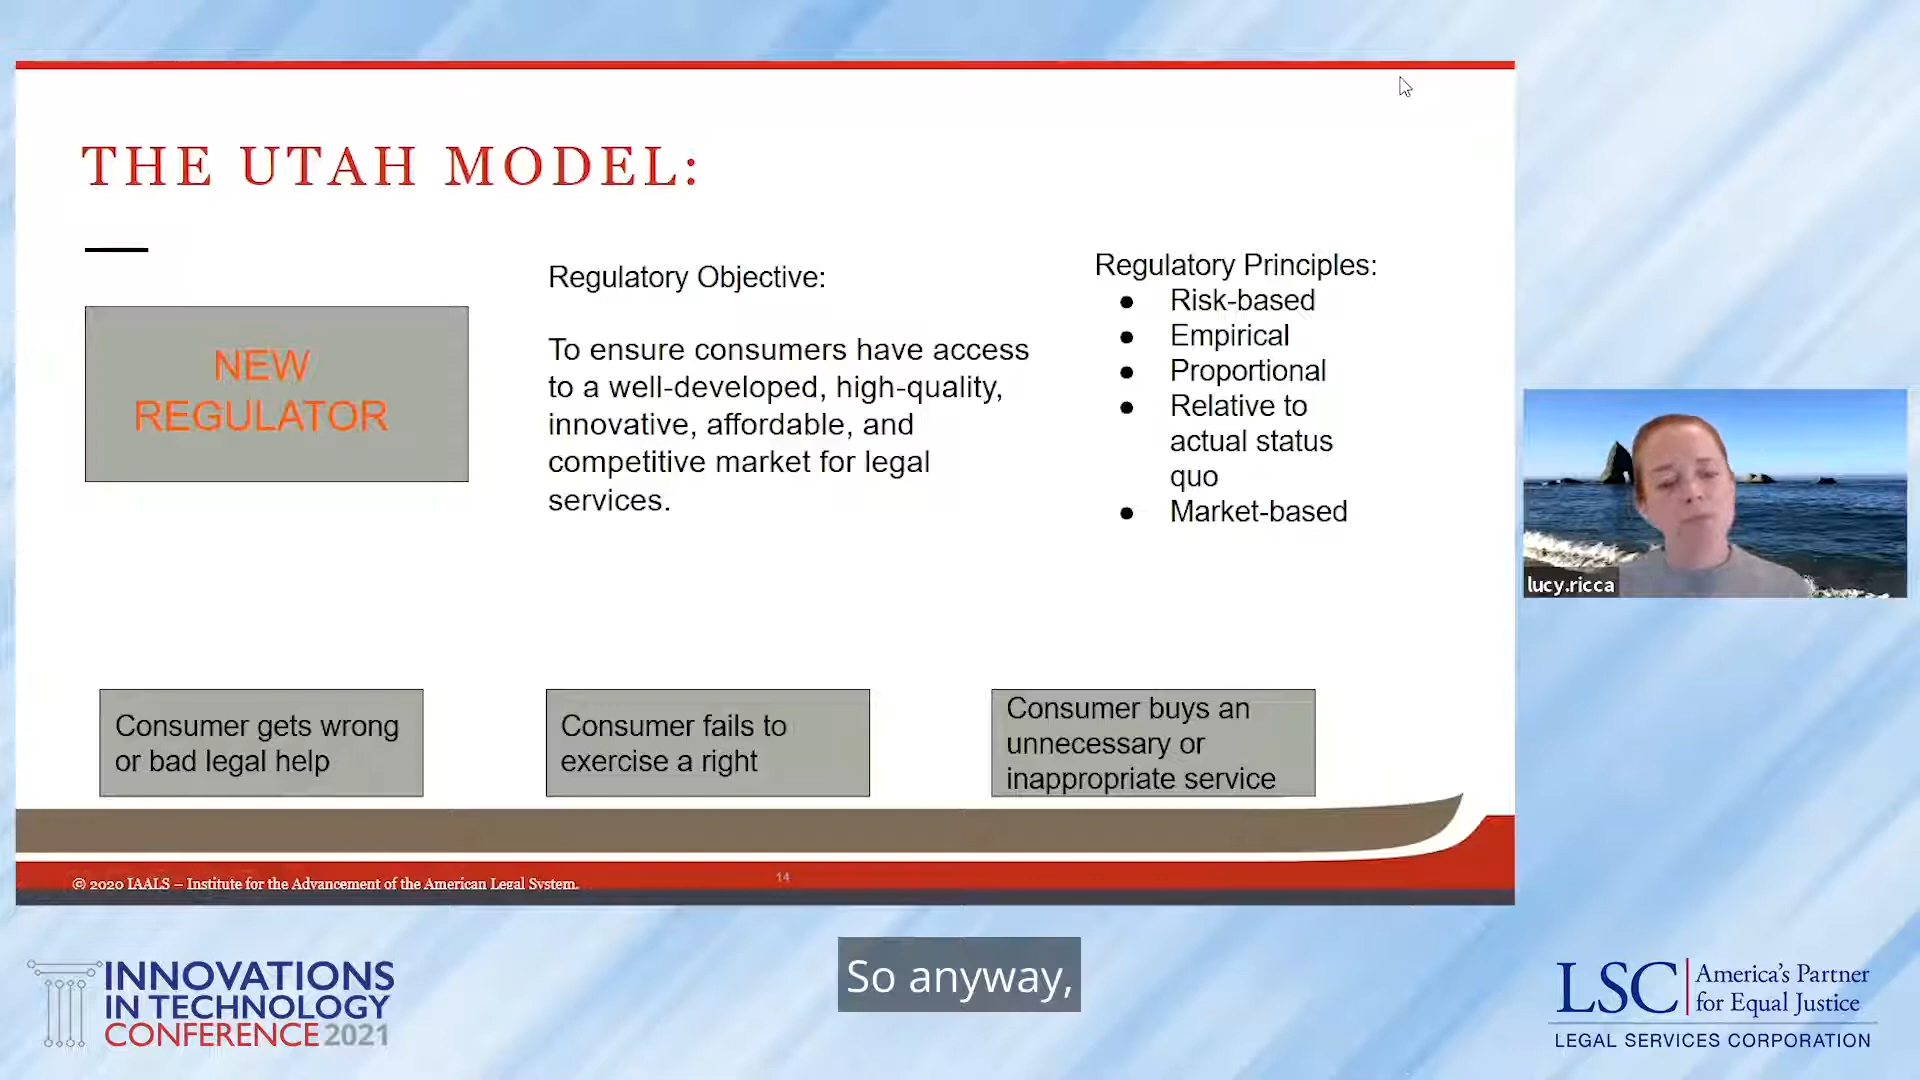 THE UTAH MODEL:
NEW
REGULATOR
Regulatory Objective:
To ensure consumers have access
to a well-developed, high-quality,
innovative, affordable, and
competitive market for legal
services.
Regulatory Principles:
● Risk-based
● Empirical
● Proportional
● Relative to
actual status
quo
● Market-based
lucy.ricca
Consumer gets wrong
or bad legal help
Consumer fails to
exercise a right
Consumer buys an
unnecessary or
inappropriate service
© 2020 IAALS – Institute for the Advancement of the American Legal System.
14
So anyway,
INNOVATIONS
IN TECHNOLOGY
CONFERENCE 2021
LSC
America's Partner
for Equal Justice
LEGAL SERVICES CORPORATION